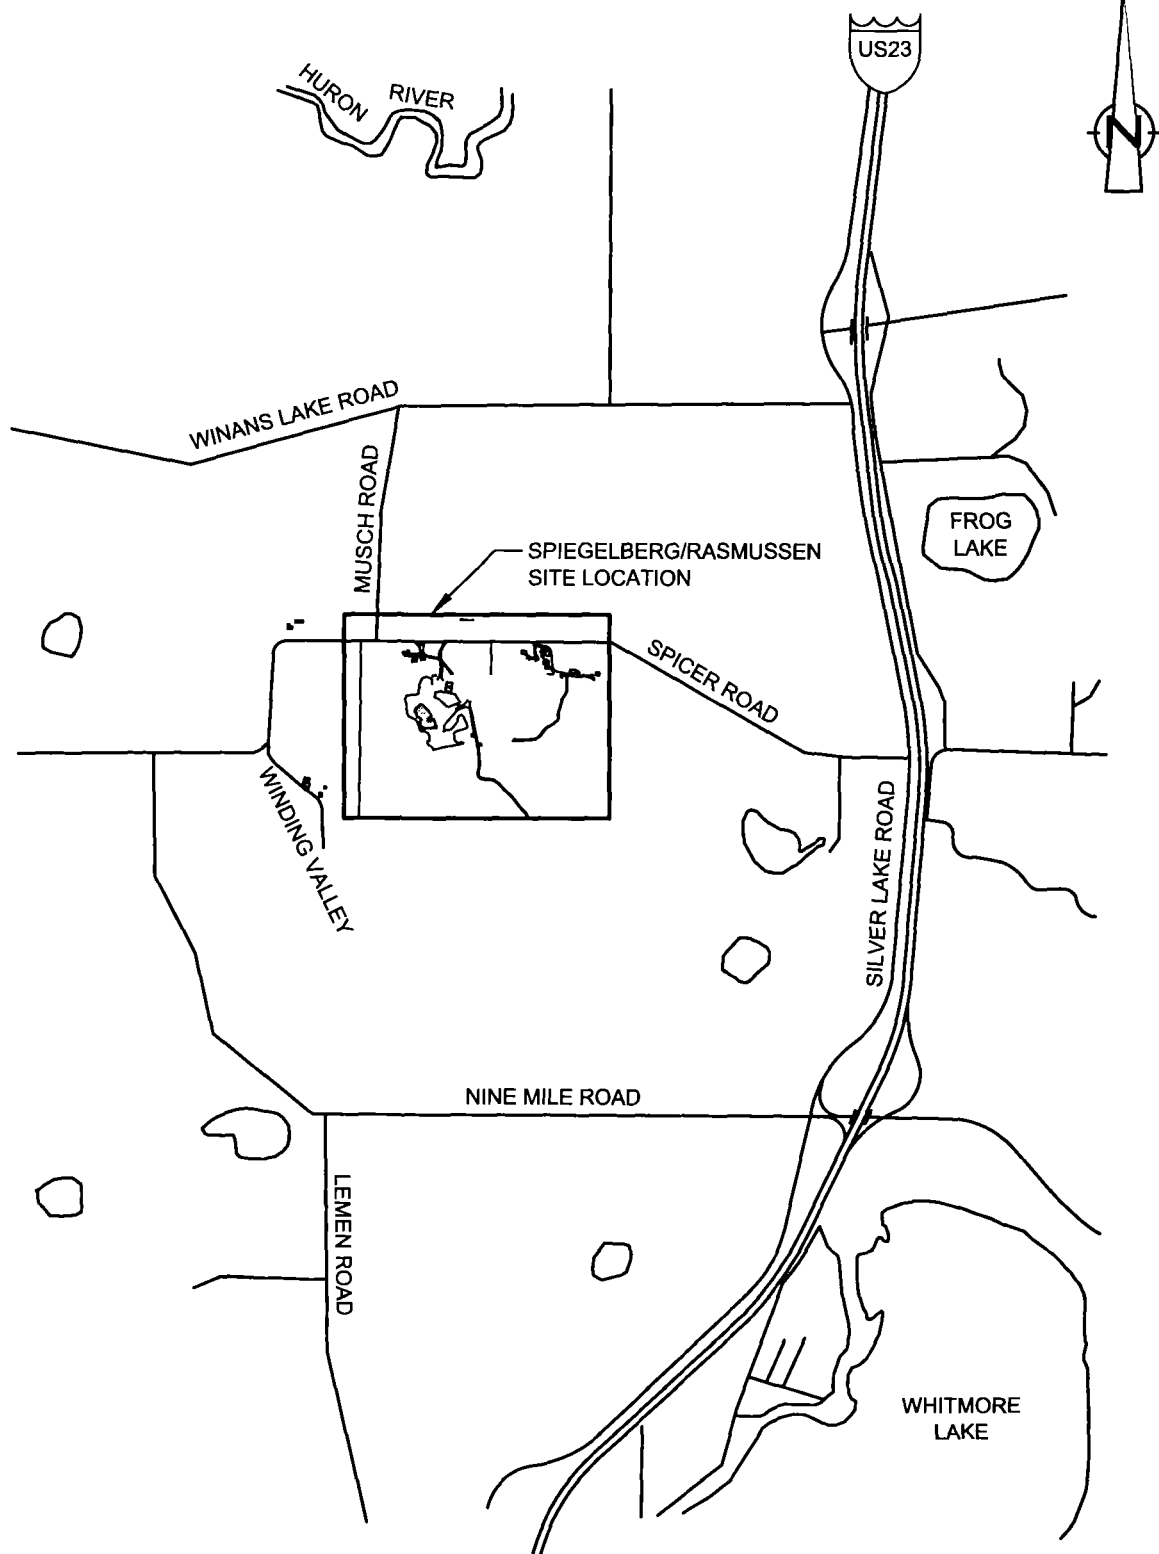 US23
HURON RIVER
N
WINANS LAKE ROAD
MUSCH ROAD
FROG
LAKE
SPIEGELBERG/RASMUSSEN
SITE LOCATION
SPICER ROAD
WINDING VALLEY
SILVER LAKE ROAD
NINE MILE ROAD
LEMEN ROAD
WHITMORE
LAKE